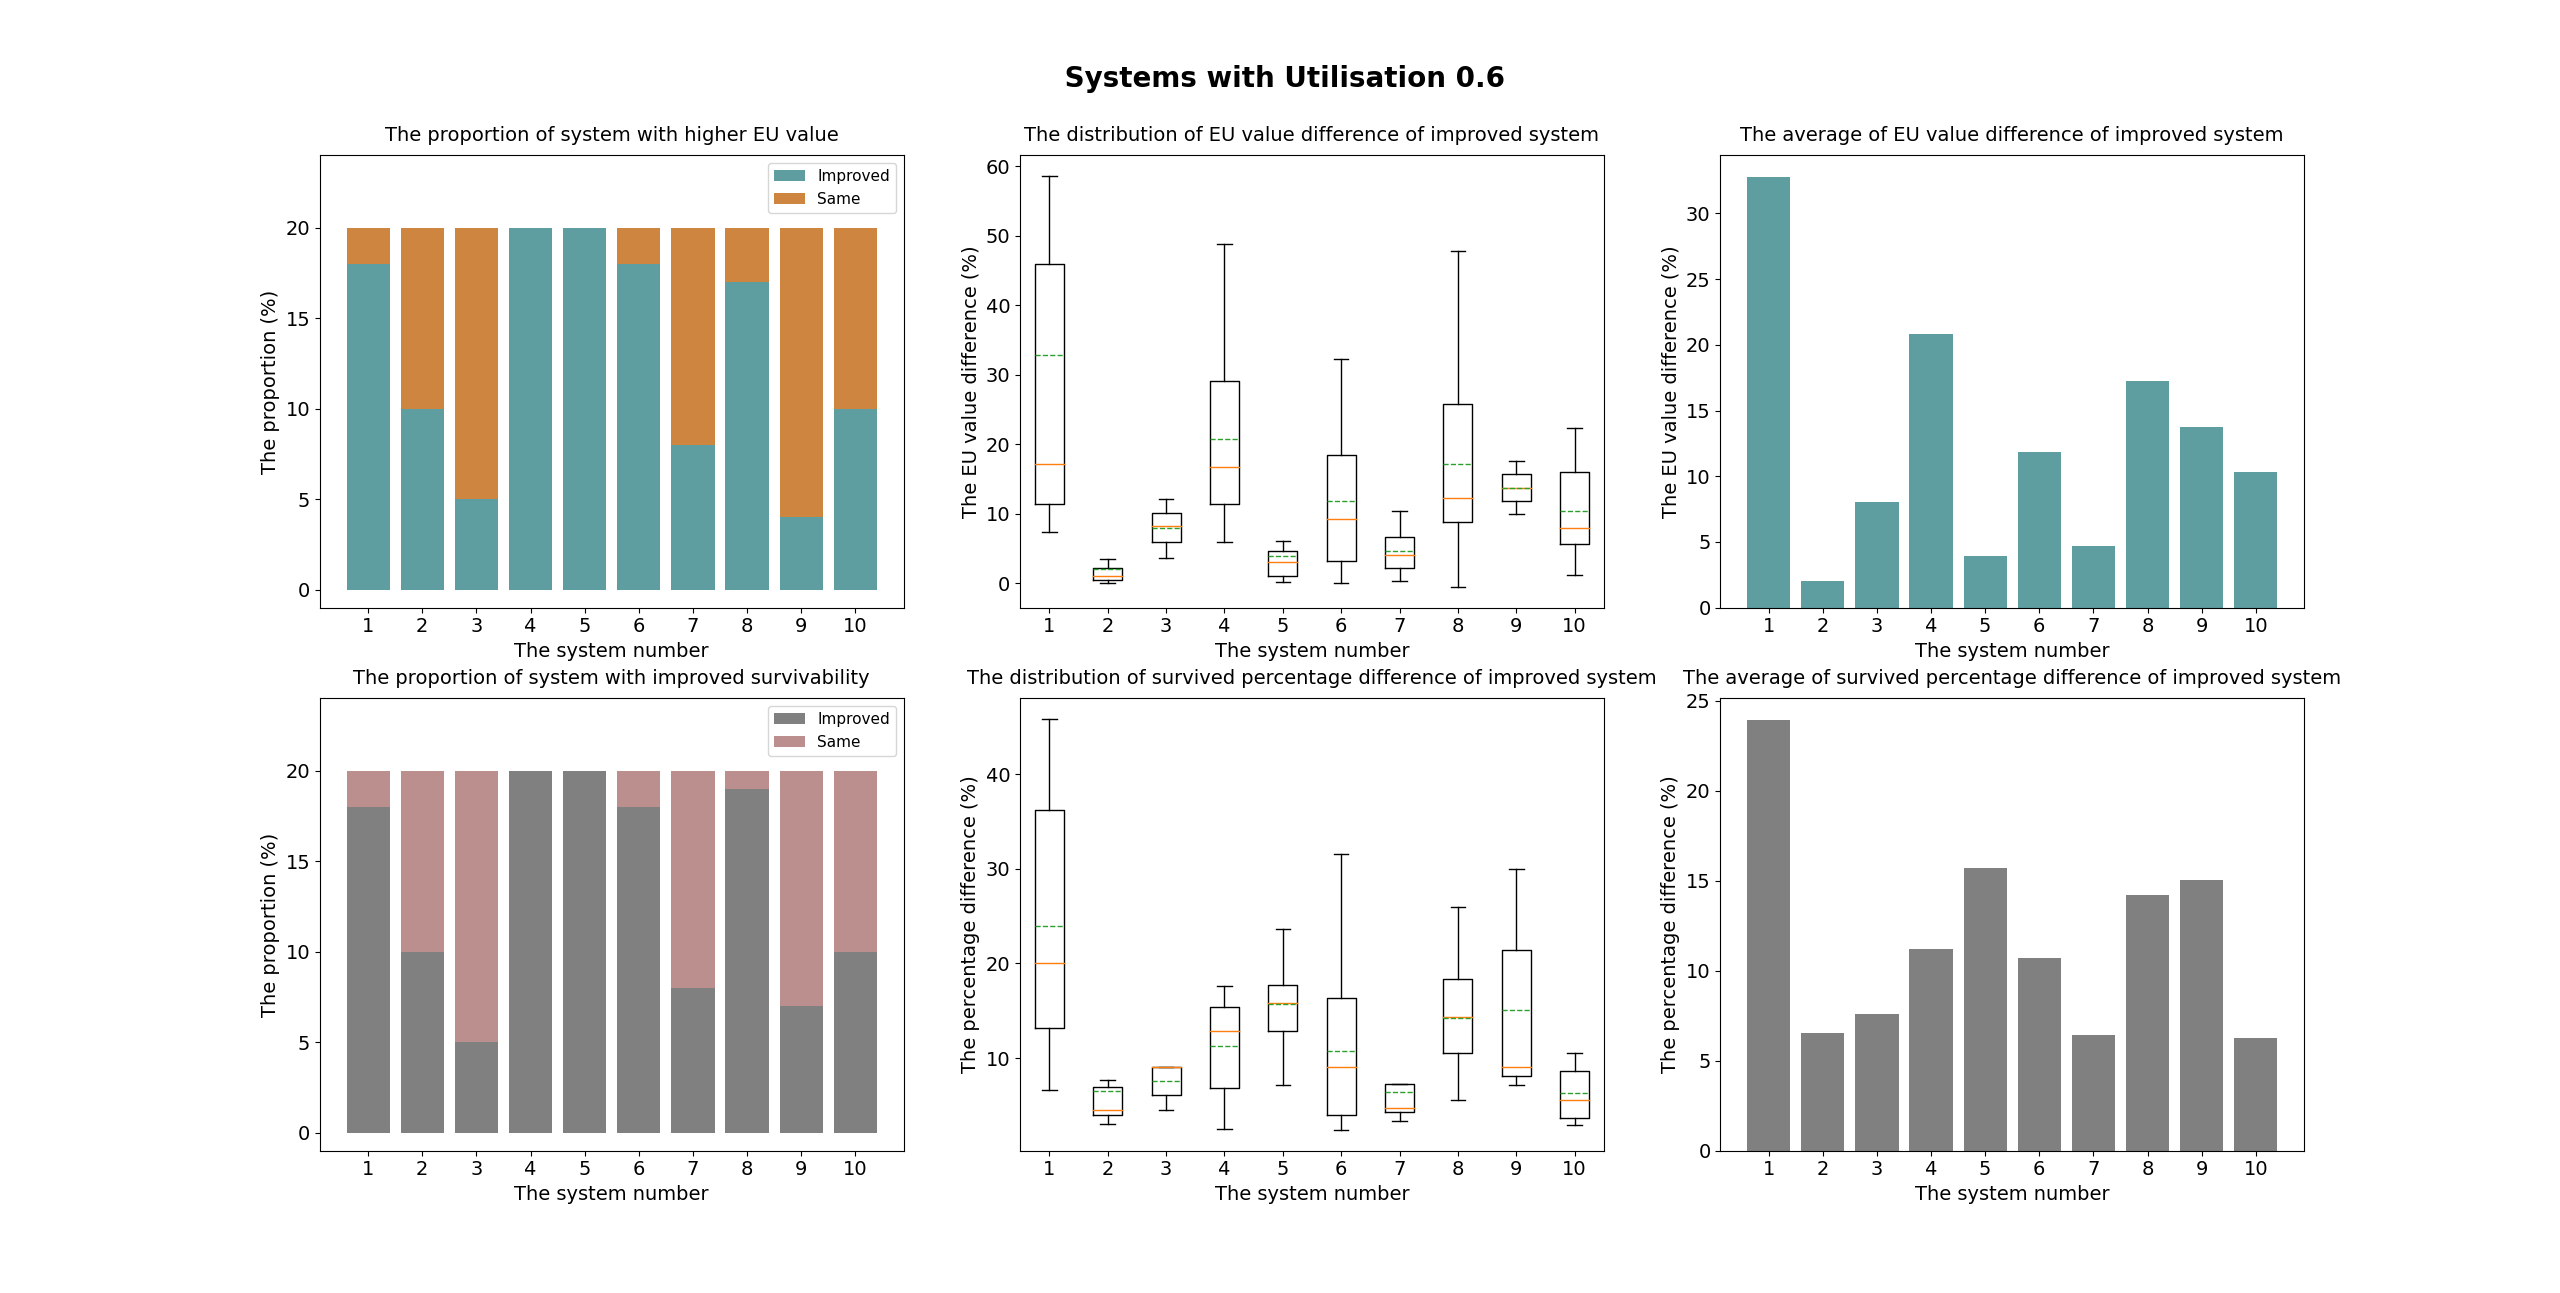 Systems with Utilisation 0.6
The proportion of system with higher EU value
The proportion (%)
20
15
10
5
0
Improved
Same
1 2 3 4 5 6 7 8 9 10
The system number
The distribution of EU value difference of improved system
The EU value difference (%)
60
50
40
30
20
10
0
1 2 3 4 5 6 7 8 9 10
The system number
The average of EU value difference of improved system
The EU value difference (%)
30
25
20
15
10
5
0
1 2 3 4 5 6 7 8 9 10
The system number
The proportion of system with improved survivability
The proportion (%)
20
15
10
5
0
Improved
Same
1 2 3 4 5 6 7 8 9 10
The system number
The distribution of survived percentage difference of improved system
The percentage difference (%)
40
30
20
10
1 2 3 4 5 6 7 8 9 10
The system number
The average of survived percentage difference of improved system
The percentage difference (%)
25
20
15
10
5
0
1 2 3 4 5 6 7 8 9 10
The system number